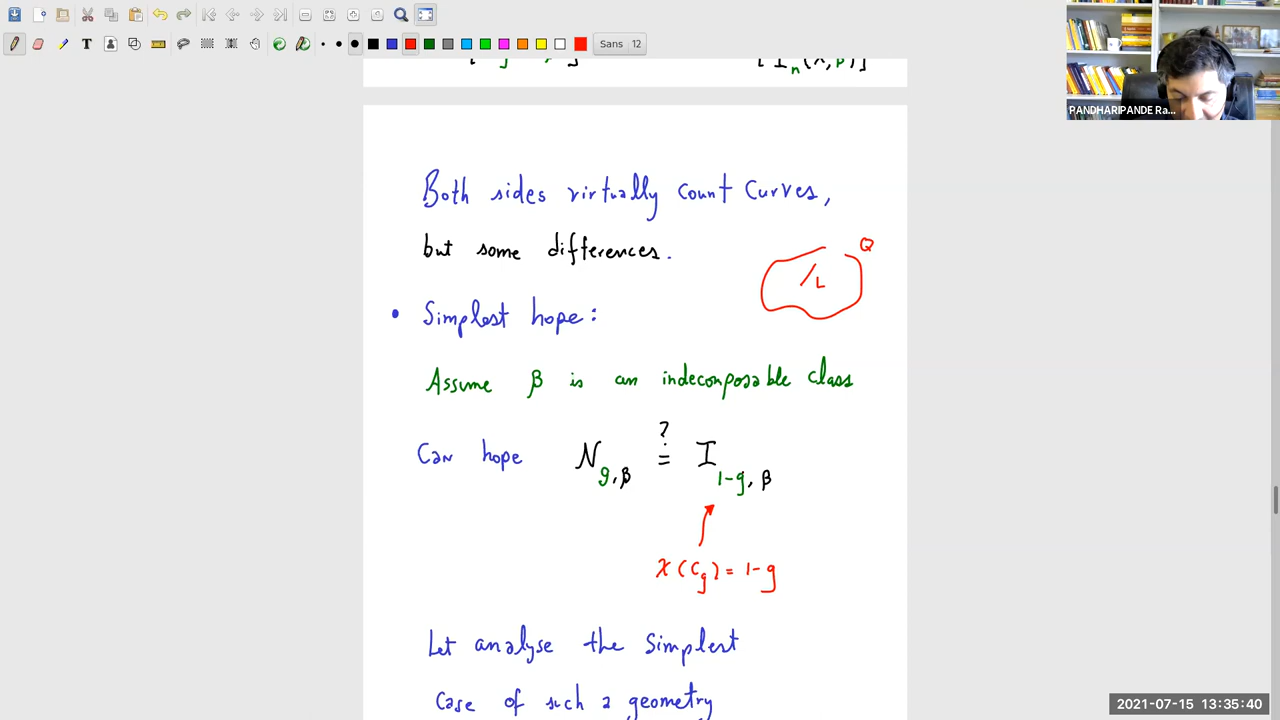 Sans 12
[I_n(X,β)]
PANDHARIPANDE Ra...
Both sides virtually count curves,
but some differences.
Q
L
• Simplest hope:
Assume β is an indecomposable class
Can hope N_{g,β} ≟ I_{1-g,β}
χ(C_g) = 1-g
Let analyse the simplest
case of such a geometry
2021-07-15 13:35:40